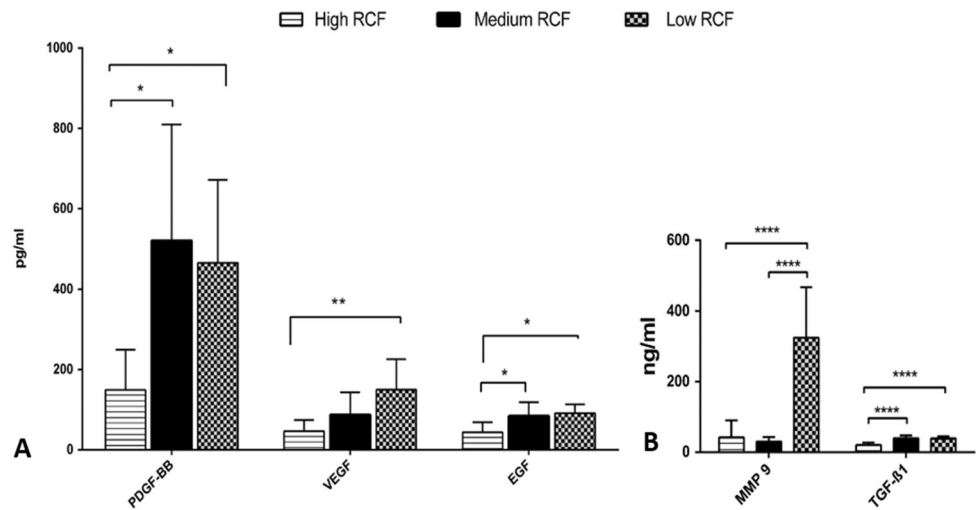 High RCF Medium RCF Low RCF
1000
800
600
400
200
0
pg/ml
*
*
**
*
*
PDGF-BB VEGF EGF
A
600
400
200
0
ng/ml
****
****
****
****
MMP 9 TGF-ß1
B